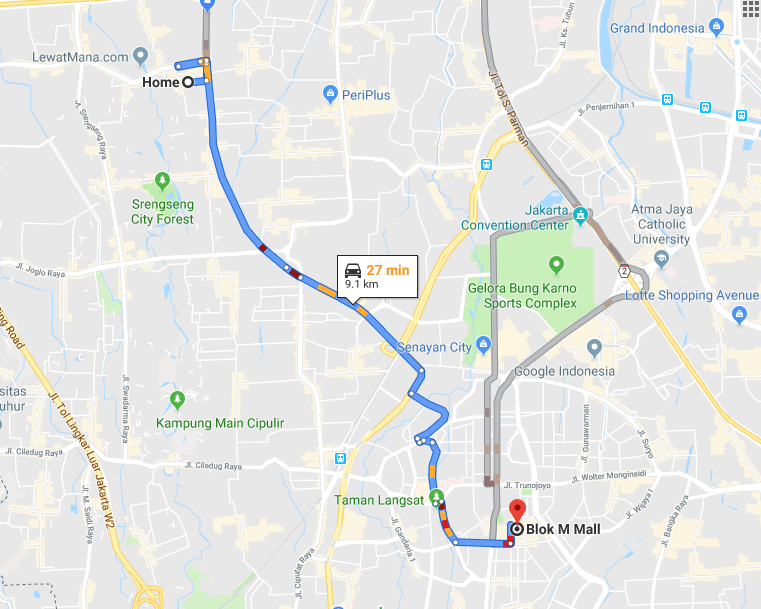 Grand Indonesia
Jl. Ks. Tubun
LewatMana.com
Home
PeriPlus
Jl. Tol S. Parman
Jl. Penjernihan 1
Jl. Srengseng Raya
Srengseng
City Forest
Jakarta
Convention Center
Atma Jaya
Catholic
University
2
Jl. Joglo Raya
27 min
9.1 km
Gelora Bung Karno
Sports Complex
Lotte Shopping Avenue
ing Road
Senayan City
Google Indonesia
sitas
uhur
Jl. Swadarma Raya
Kampung Main Cipulir
Jl. Tol Lingkar Luar Jakarta W2
Jl. Gunawarman
Jl. Suryo
Jl. Ciledug Raya
Jl. Ciledug Raya
Jl. Wolter Monginsidi
Jl. Trunojoyo
Jl. M. Saidi Raya
Taman Langsat
Jl. Wijaya I
Jl. Bangka Raya
Jl. Gandaria 1
Blok M Mall
Jl. Ciputat Raya